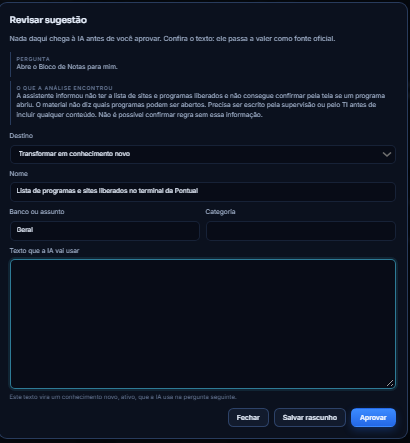 Revisar sugestão
Nada daqui chega à IA antes de você aprovar. Confira o texto: ele passa a valer como fonte oficial.
PERGUNTA
Abre o Bloco de Notas para mim.
O QUE A ANÁLISE ENCONTROU
A assistente informou não ter a lista de sites e programas liberados e não consegue confirmar pela tela se um programa
abriu. O material não diz quais programas podem ser abertos. Precisa ser escrito pela supervisão ou pelo TI antes de
incluir qualquer conteúdo. Não é possível confirmar regra sem essa informação.
Destino
Transformar em conhecimento novo
Nome
Lista de programas e sites liberados no terminal da Pontual
Banco ou assunto
Categoria
Geral
Texto que a IA vai usar
Este texto vira um conhecimento novo, ativo, que a IA usa na pergunta seguinte.
Fechar
Salvar rascunho
Aprovar